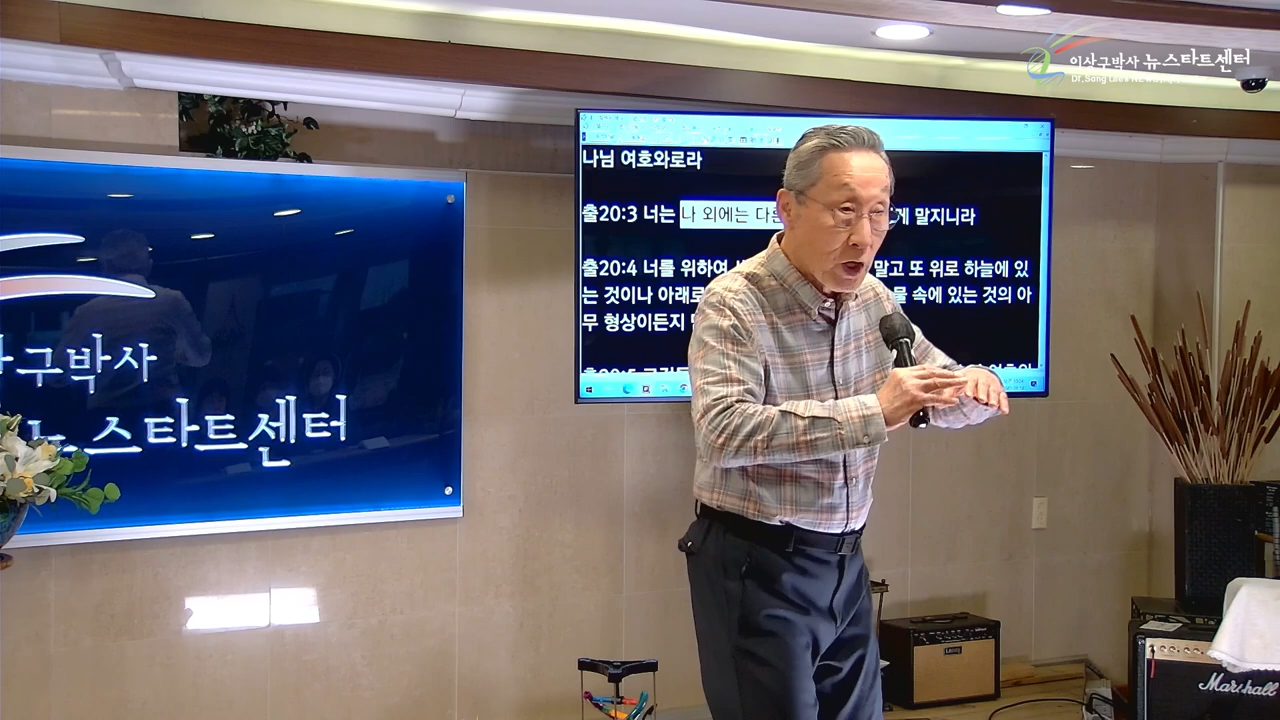 이상구박사 뉴스타트센터
나님 여호와로라
출20:3 너는 나 외에는 다른 게 말지니라
출20:4 너를 위하여 말고 또 위로 하늘에 있
는 것이나 아래로 물 속에 있는 것의 아
무 형상이든지
구박사
뉴스타트센터
Laney
Marshall